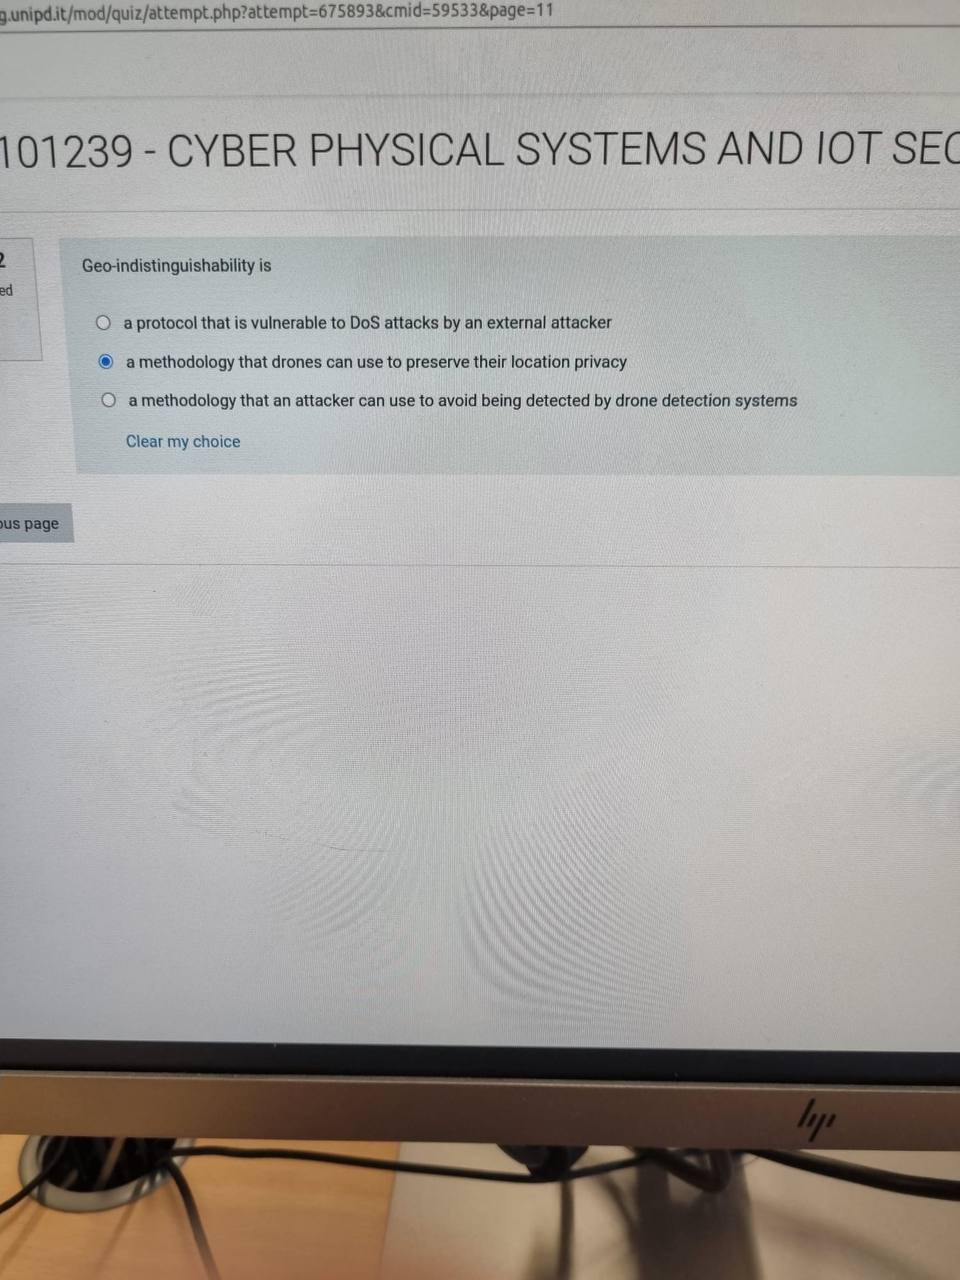 g.unipd.it/mod/quiz/attempt.php?attempt=675893&cmid=59533&page=11
101239 - CYBER PHYSICAL SYSTEMS AND IOT SEC
2
ed
Geo-indistinguishability is
a protocol that is vulnerable to DoS attacks by an external attacker
a methodology that drones can use to preserve their location privacy
a methodology that an attacker can use to avoid being detected by drone detection systems
Clear my choice
ous page
hp